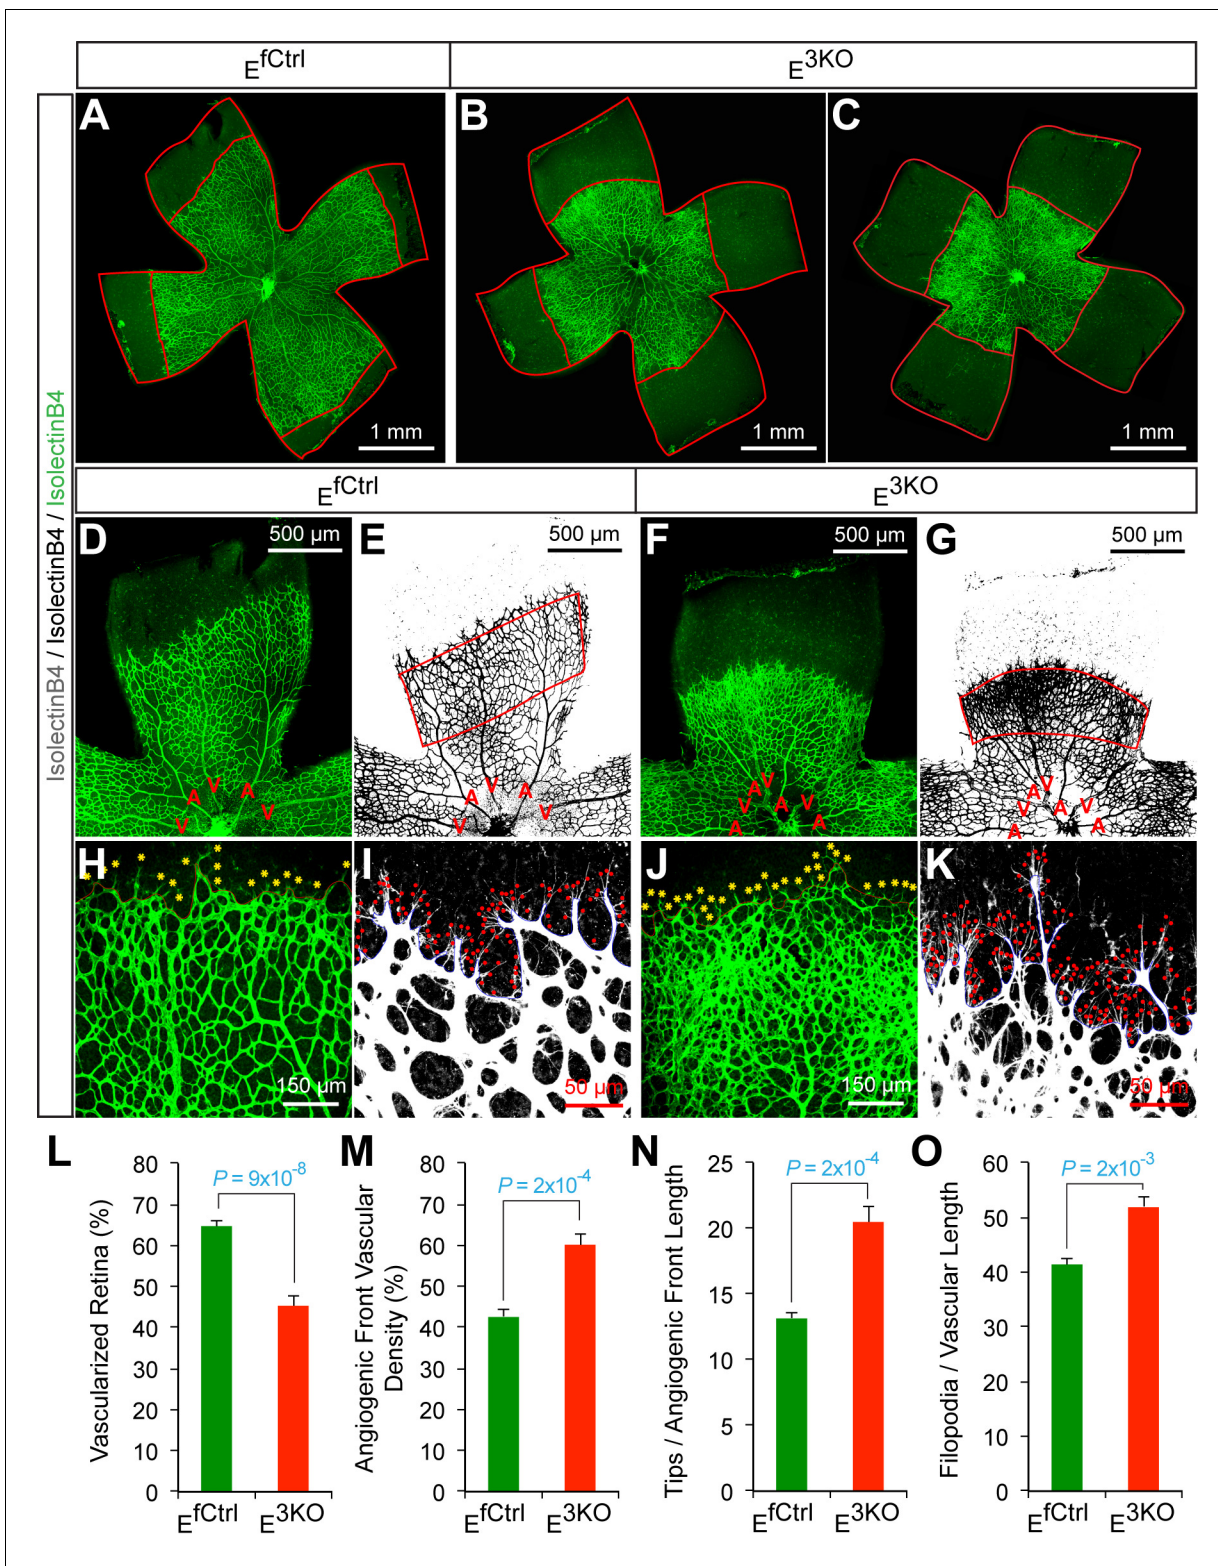 E^fCtrl E^3KO
IsolectinB4 / IsolectinB4 / IsolectinB4
A B C
1 mm 1 mm 1 mm
E^fCtrl E^3KO
D 500 µm E 500 µm F 500 µm G 500 µm
V A V A V
V A V A V
A V A V A V A
A V A V A V A
H I J K
* * * * * * * * * * * * * * * * * * * *
150 µm 50 µm 150 µm 50 µm
L M N O
Vascularized Retina (%)
80
70
60
50
40
30
20
10
0
P = 9x10^-8
E^fCtrl E^3KO
Angiogenic Front Vascular
Density (%)
80
70
60
50
40
30
20
10
0
P = 2x10^-4
E^fCtrl E^3KO
Tips / Angiogenic Front Length
25
20
15
10
5
0
P = 2x10^-4
E^fCtrl E^3KO
Filopodia / Vascular Length
60
50
40
30
20
10
0
P = 2x10^-3
E^fCtrl E^3KO